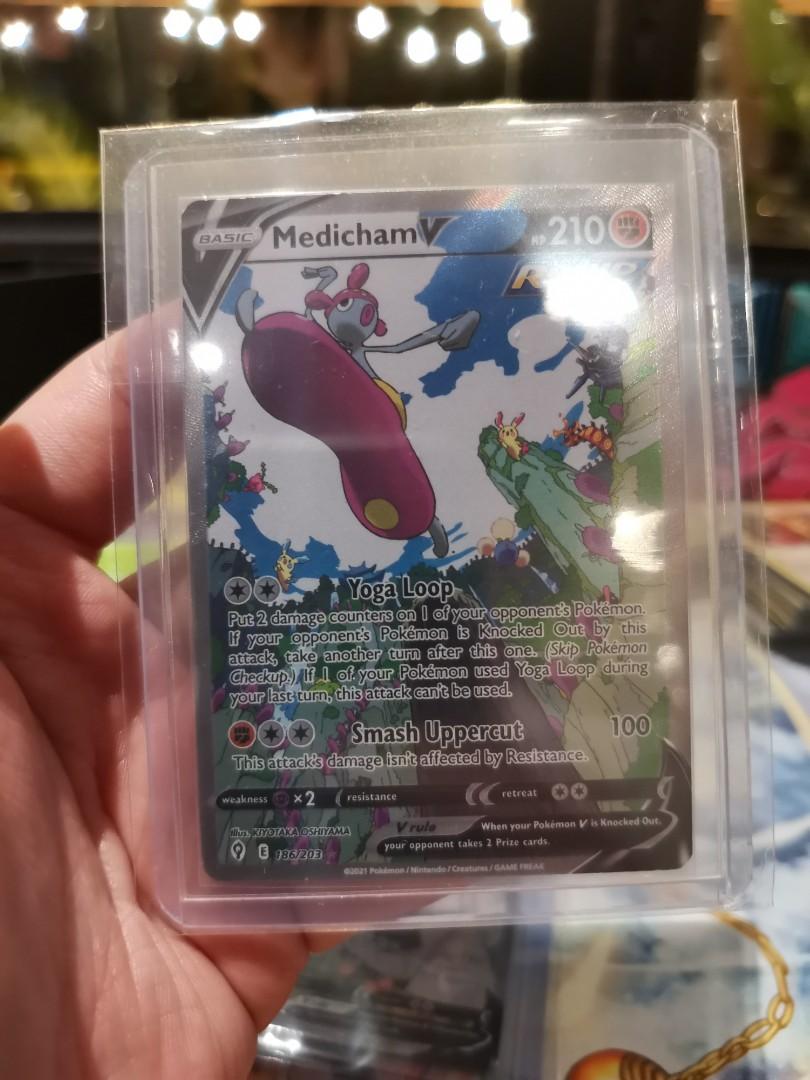 BASIC Medicham V HP 210
Yoga Loop
Put 2 damage counters on 1 of your opponent's Pokémon.
If your opponent's Pokémon is Knocked Out by this
attack, take another turn after this one. (Skip Pokémon
Checkup.) If 1 of your Pokémon used Yoga Loop during
your last turn, this attack can't be used.
Smash Uppercut 100
This attack's damage isn't affected by Resistance.
weakness ×2 resistance retreat
illus. KIYOTAKA OSHIYAMA
V rule When your Pokémon V is Knocked Out,
your opponent takes 2 Prize cards.
E 186/203
©2021 Pokémon / Nintendo / Creatures / GAME FREAK